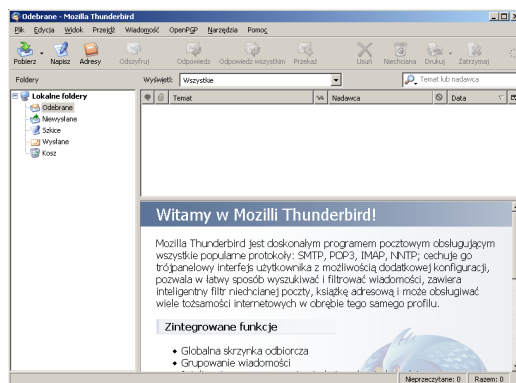 Odebrane - Mozilla Thunderbird
Plik Edycja Widok Przejdź Wiadomość OpenPGP Narzędzia Pomoc
Pobierz Napisz Adresy Odszyfruj Odpowiedz Odpowiedz wszystkim Przekaż Usuń Niechciana Drukuj Zatrzymaj
Foldery Wyświetl: Wszystkie Temat lub nadawca
Lokalne foldery
Temat Nadawca Data
Odebrane
Niewysłane
Szkice
Wysłane
Kosz
Witamy w Mozilli Thunderbird!
Mozilla Thunderbird jest doskonałym programem pocztowym obsługującym
wszystkie popularne protokoły: SMTP, POP3, IMAP, NNTP; cechuje go
trójpanelowy interfejs użytkownika z możliwością dodatkowej konfiguracji,
pozwala w łatwy sposób wyszukiwać i filtrować wiadomości, zawiera
inteligentny filtr niechcianej poczty, książkę adresową i może obsługiwać
wiele tożsamości internetowych w obrębie tego samego profilu.
Zintegrowane funkcje
Globalna skrzynka odbiorcza
Grupowanie wiadomości
Nieprzeczytane: 0 Razem: 0